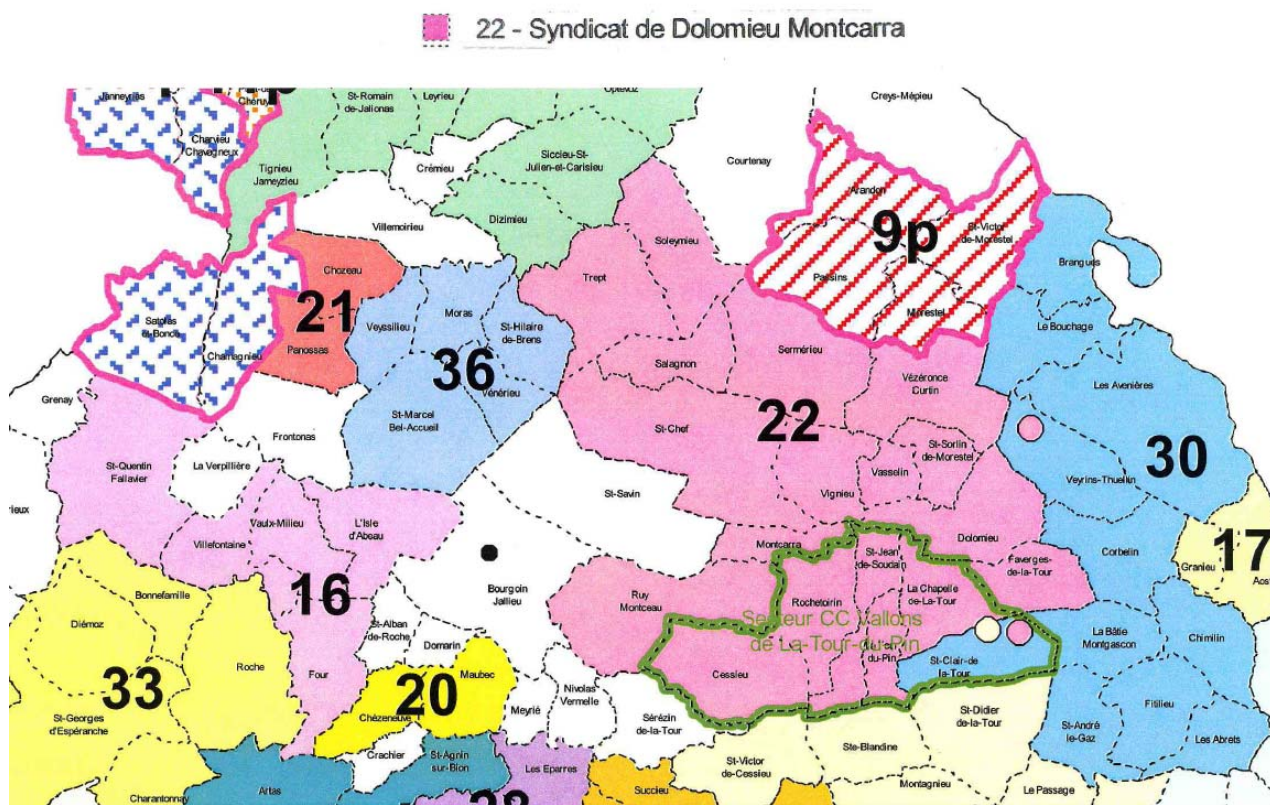 22 - Syndicat de Dolomieu Montcarra
Creys-Mépieu
Janneyrias
St-Romain
de-Jalionas
Leyrieu
Optevoz
Charvieu
Chavagneux
Tignieu
Jameyzieu
Crémieu
Siccieu-St-
Julien-et-Carisieu
Courtenay
Arandon
9p
St-Victor
de-Morestel
Dizimieu
Villemoirieu
Soleymieu
Brangues
Chozeau
Trept
Passins
21
Moras
Morestel
Satolas
et-Bonce
Veyssilieu
St-Hilaire
de-Brens
Le Bouchage
Chamagnieu
Panossas
36
Salagnon
Sermérieu
Vénérieu
Vézéronce
Curtin
Les Avenières
Grenay
St-Marcel
Bel-Accueil
Frontonas
St-Chef
22
St-Sorlin
de-Morestel
30
St-Quentin
Fallavier
La Verpillière
Vasselin
Veyrins-Thuellin
St-Savin
Vignieu
Vaulx-Milieu
L'Isle
d'Abeau
Villefontaine
Montcarra
Dolomieu
17
St-Jean
de-Soudain
Corbelin
Granieu
Faverges-
de-la-Tour
Bonnefamille
16
Bourgoin
Jallieu
Ruy
Montceau
Rochetoirin
La Chapelle
de-La-Tour
Secteur CC Vallons
de La-Tour-du-Pin
du-Pin
Diémoz
St-Alban
de-Roche
La Bâtie
Montgascon
Chimilin
Domarin
Roche
Four
St-Clair-de
la-Tour
33
20
Maubec
Cessieu
Nivolas
Vermelle
Fitilieu
Chézeneuve
Meyrié
St-Georges
d'Espéranche
Sérézin
de-la-Tour
St-Didier
de-la-Tour
St-André
le-Gaz
Les Abrets
Ste-Blandine
Crachier
St-Agnin
sur-Bion
Les Eparres
St-Victor
de-Cessieu
Artas
Succieu
Montagnieu
Le Passage
Charantonnay